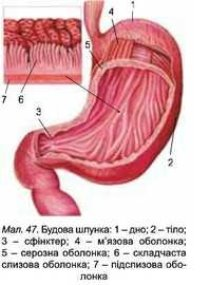 4
1
5
7
6
3
2
Мал. 47. Будова шлунка: 1 – дно; 2 – тіло;
3 – сфінктер; 4 – м'язова оболонка;
5 – серозна оболонка; 6 – складчаста
слизова оболонка; 7 – підслизова обо-
лонка